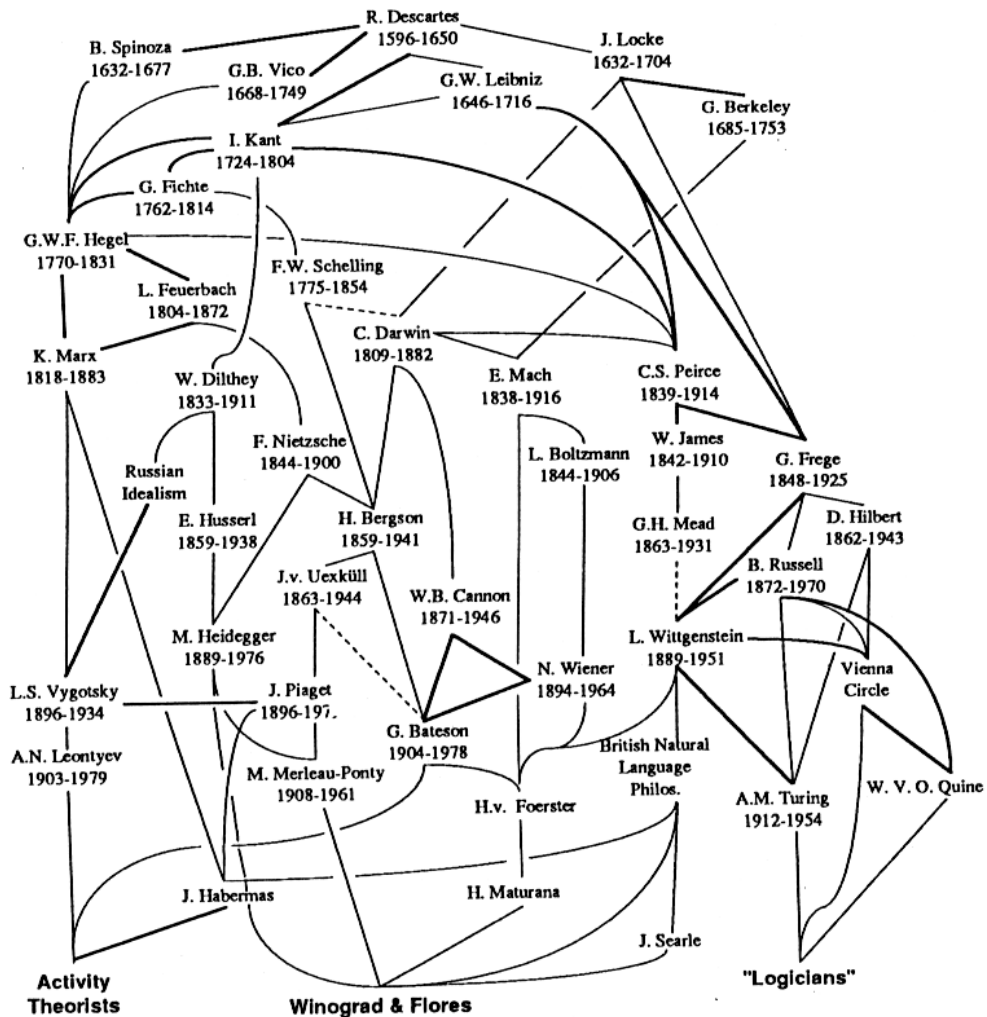 R. Descartes
1596-1650
B. Spinoza
1632-1677
J. Locke
1632-1704
G.B. Vico
1668-1749
G.W. Leibniz
1646-1716
G. Berkeley
1685-1753
I. Kant
1724-1804
G. Fichte
1762-1814
G.W.F. Hegel
1770-1831
F.W. Schelling
1775-1854
L. Feuerbach
1804-1872
C. Darwin
1809-1882
K. Marx
1818-1883
W. Dilthey
1833-1911
E. Mach
1838-1916
C.S. Peirce
1839-1914
F. Nietzsche
1844-1900
L. Boltzmann
1844-1906
W. James
1842-1910
G. Frege
1848-1925
Russian
Idealism
E. Husserl
1859-1938
H. Bergson
1859-1941
G.H. Mead
1863-1931
D. Hilbert
1862-1943
J.v. Uexküll
1863-1944
W.B. Cannon
1871-1946
B. Russell
1872-1970
M. Heidegger
1889-1976
L. Wittgenstein
1889-1951
Vienna
Circle
L.S. Vygotsky
1896-1934
J. Piaget
1896-197
N. Wiener
1894-1964
G. Bateson
1904-1978
British Natural
Language
Philos.
A.N. Leontyev
1903-1979
M. Merleau-Ponty
1908-1961
H.v. Foerster
A.M. Turing
1912-1954
W. V. O. Quine
J. Habermas
H. Maturana
J. Searle
Activity
Theorists
Winograd & Flores
"Logicians"